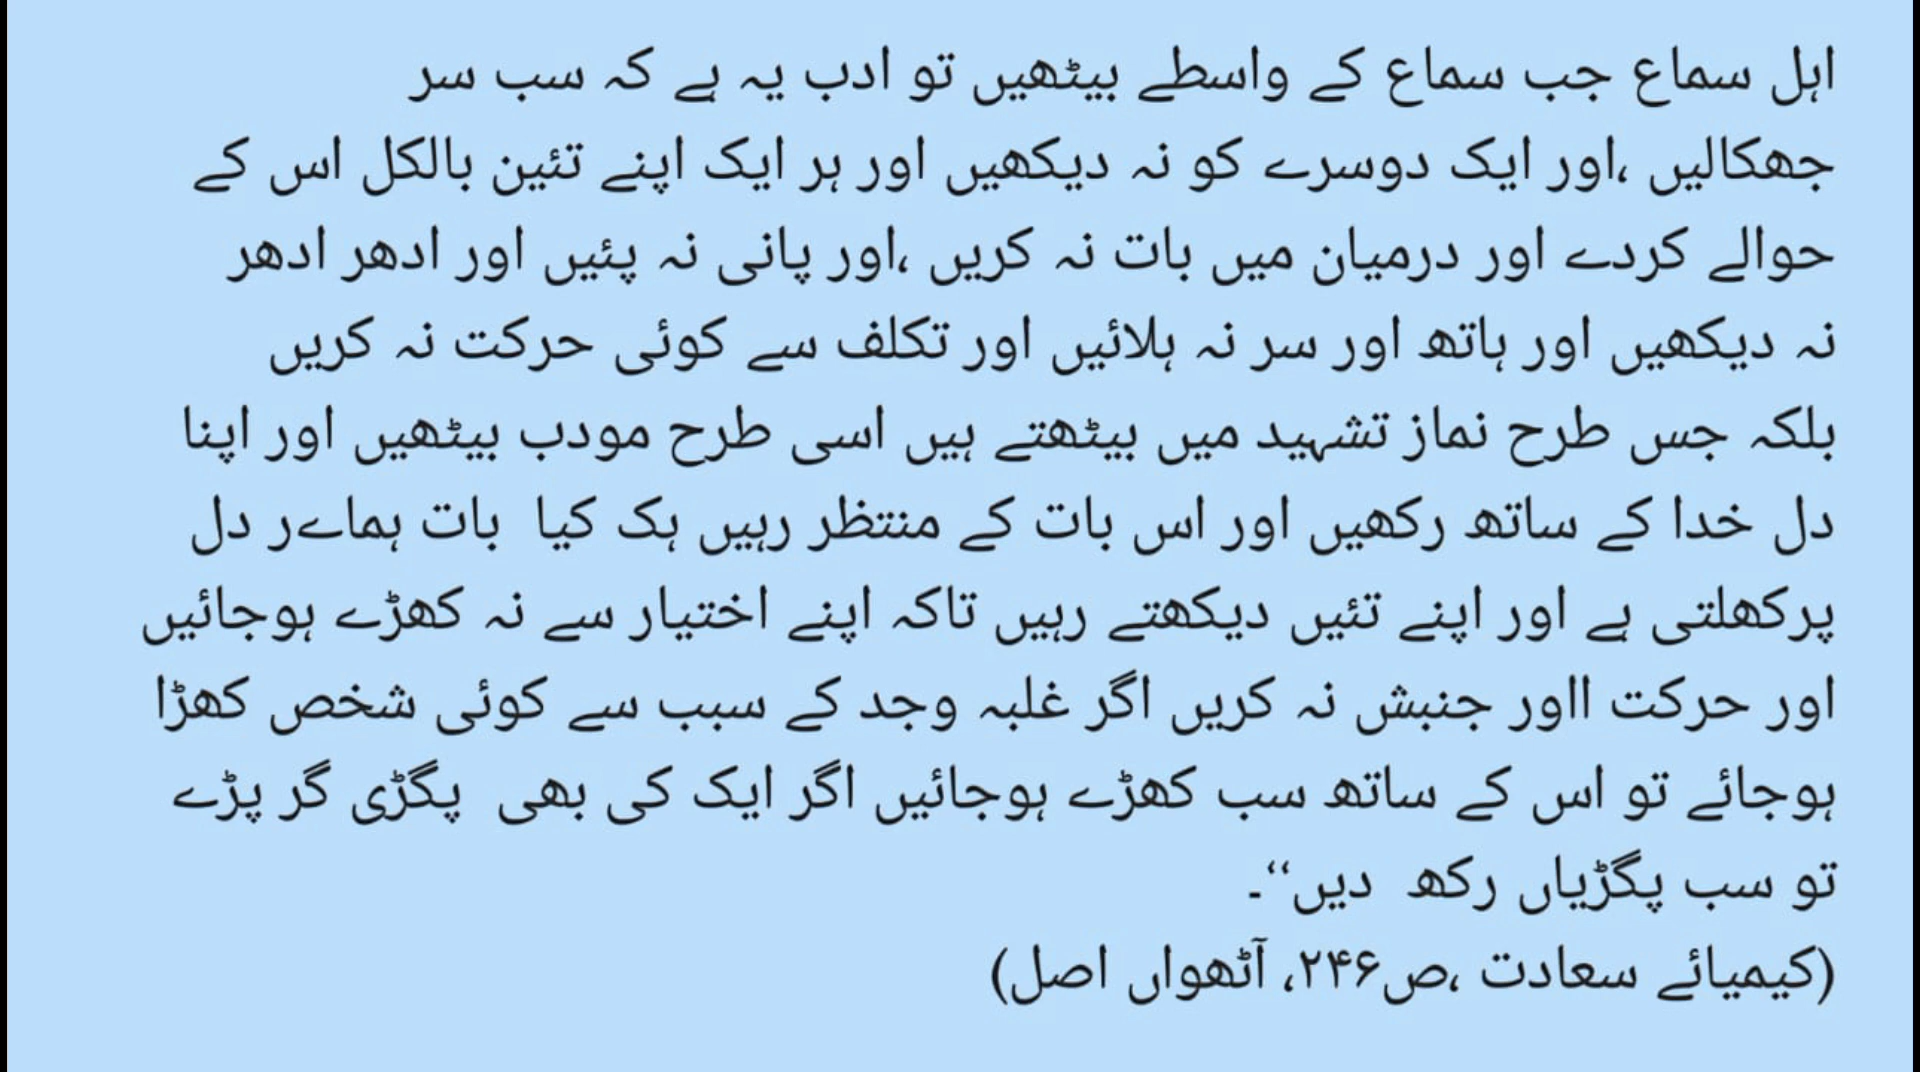 اہل سماع جب سماع کے واسطے بیٹھیں تو ادب یہ ہے کہ سب سر
جھکالیں ،اور ایک دوسرے کو نہ دیکھیں اور ہر ایک اپنے تئین بالکل اس کے
حوالے کردے اور درمیان میں بات نہ کریں ،اور پانی نہ پئیں اور ادھر ادھر
نہ دیکھیں اور ہاتھ اور سر نہ ہلائیں اور تکلف سے کوئی حرکت نہ کریں
بلکہ جس طرح نماز تشہید میں بیٹھتے ہیں اسی طرح مودب بیٹھیں اور اپنا
دل خدا کے ساتھ رکھیں اور اس بات کے منتظر رہیں ہک کیا بات ہماےر دل
پرکھلتی ہے اور اپنے تئیں دیکھتے رہیں تاکہ اپنے اختیار سے نہ کھڑے ہوجائیں
اور حرکت ااور جنبش نہ کریں اگر غلبہ وجد کے سبب سے کوئی شخص کھڑا
ہوجائے تو اس کے ساتھ سب کھڑے ہوجائیں اگر ایک کی بھی پگڑی گر پڑے
تو سب پگڑیاں رکھ دیں‘‘۔
(کیمیائے سعادت ،ص۲۴۶، آٹھواں اصل)